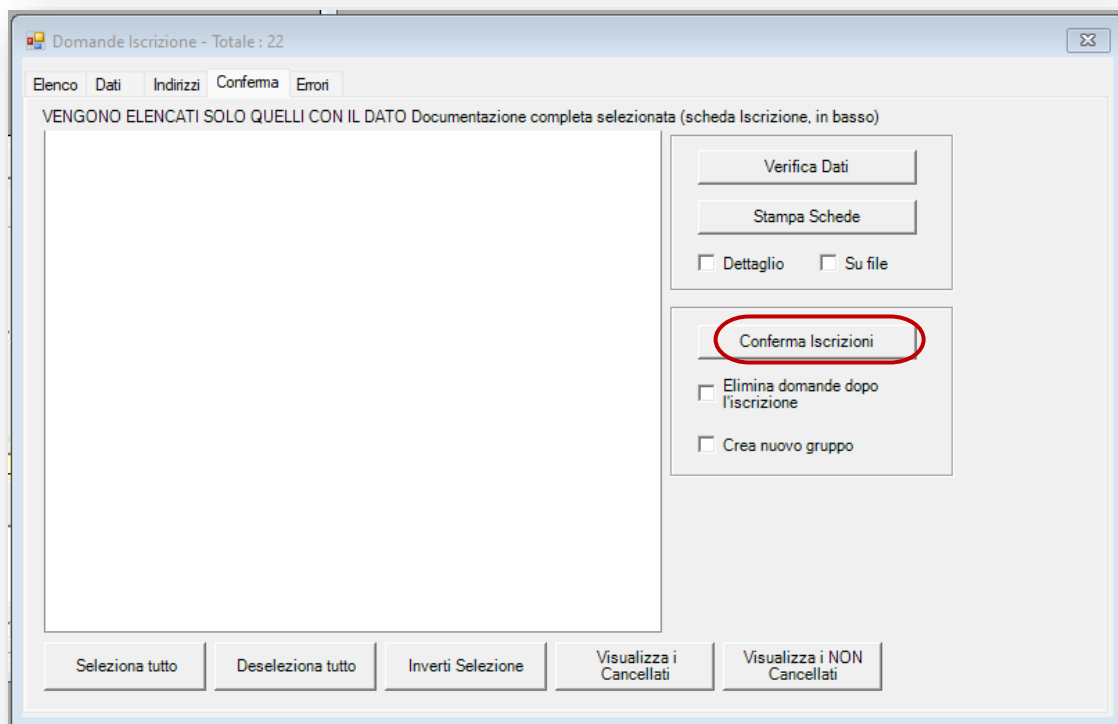 Domande Iscrizione - Totale : 22
Elenco Dati Indirizzi Conferma Errori
VENGONO ELENCATI SOLO QUELLI CON IL DATO Documentazione completa selezionata (scheda Iscrizione, in basso)
Verifica Dati
Stampa Schede
Dettaglio Su file
Conferma Iscrizioni
Elimina domande dopo
l'iscrizione
Crea nuovo gruppo
Seleziona tutto
Deseleziona tutto
Inverti Selezione
Visualizza i
Cancellati
Visualizza i NON
Cancellati